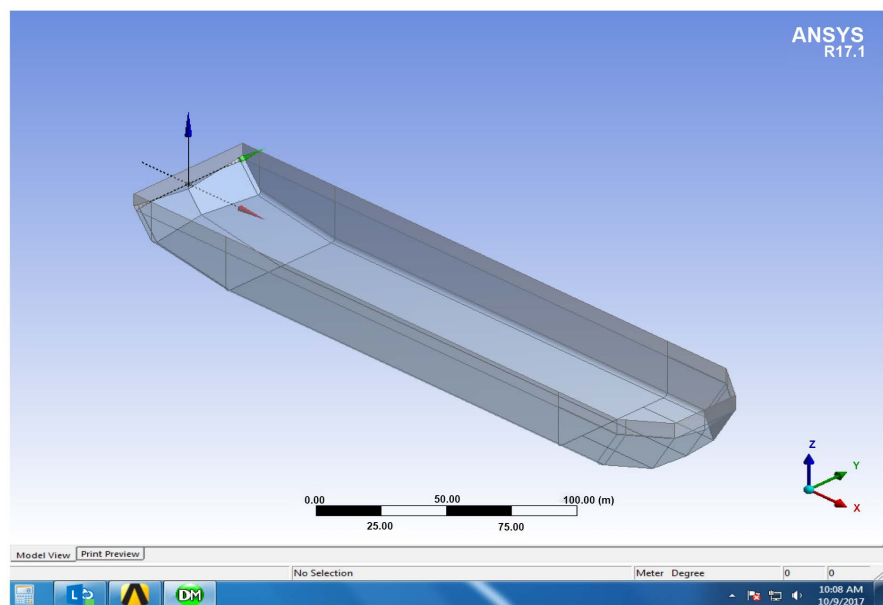 ANSYS
R17.1
Z
Y
X
0.00 50.00 100.00 (m)
25.00 75.00
Model View Print Preview
No Selection Meter Degree 0 0
L
DM
10:08 AM
10/9/2017